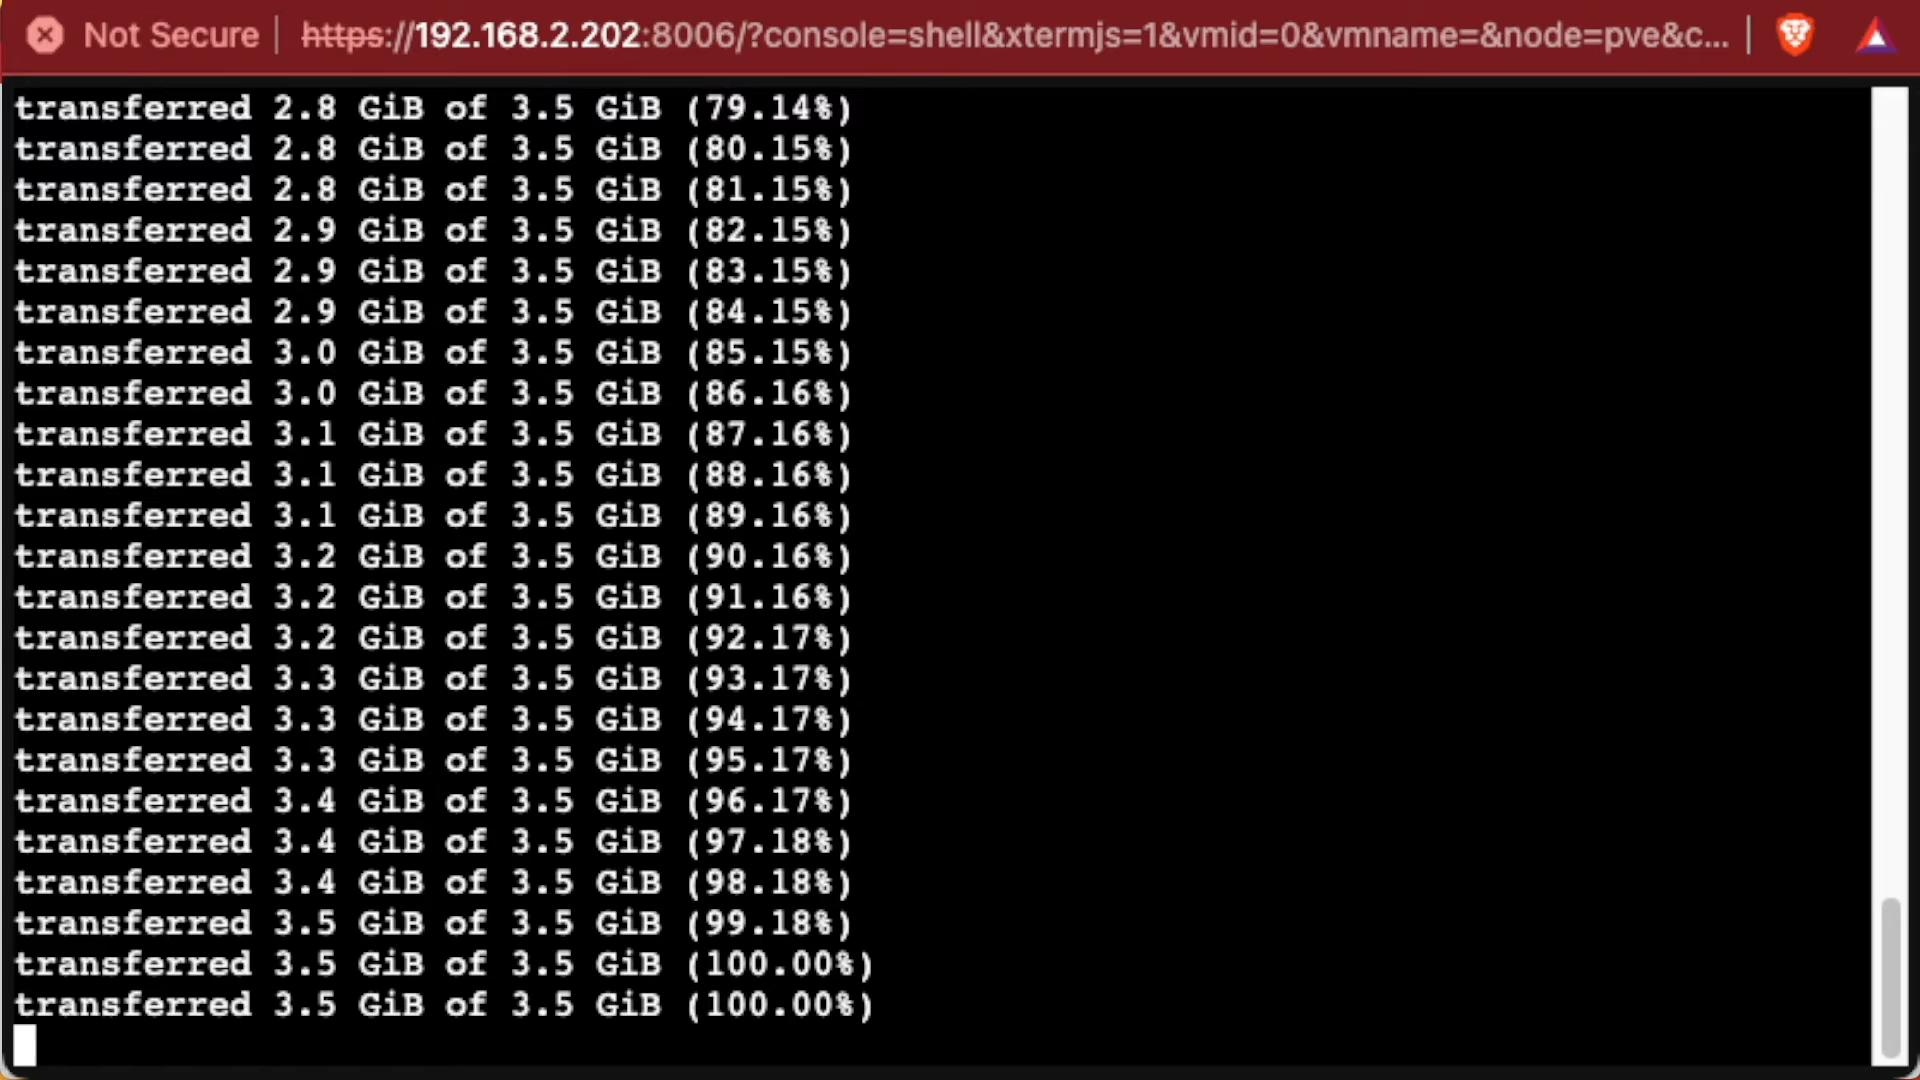 Not Secure | https://192.168.2.202:8006/?console=shell&xtermjs=1&vmid=0&vmname=&node=pve&c... |
transferred 2.8 GiB of 3.5 GiB (79.14%)
transferred 2.8 GiB of 3.5 GiB (80.15%)
transferred 2.8 GiB of 3.5 GiB (81.15%)
transferred 2.9 GiB of 3.5 GiB (82.15%)
transferred 2.9 GiB of 3.5 GiB (83.15%)
transferred 2.9 GiB of 3.5 GiB (84.15%)
transferred 3.0 GiB of 3.5 GiB (85.15%)
transferred 3.0 GiB of 3.5 GiB (86.16%)
transferred 3.1 GiB of 3.5 GiB (87.16%)
transferred 3.1 GiB of 3.5 GiB (88.16%)
transferred 3.1 GiB of 3.5 GiB (89.16%)
transferred 3.2 GiB of 3.5 GiB (90.16%)
transferred 3.2 GiB of 3.5 GiB (91.16%)
transferred 3.2 GiB of 3.5 GiB (92.17%)
transferred 3.3 GiB of 3.5 GiB (93.17%)
transferred 3.3 GiB of 3.5 GiB (94.17%)
transferred 3.3 GiB of 3.5 GiB (95.17%)
transferred 3.4 GiB of 3.5 GiB (96.17%)
transferred 3.4 GiB of 3.5 GiB (97.18%)
transferred 3.4 GiB of 3.5 GiB (98.18%)
transferred 3.5 GiB of 3.5 GiB (99.18%)
transferred 3.5 GiB of 3.5 GiB (100.00%)
transferred 3.5 GiB of 3.5 GiB (100.00%)